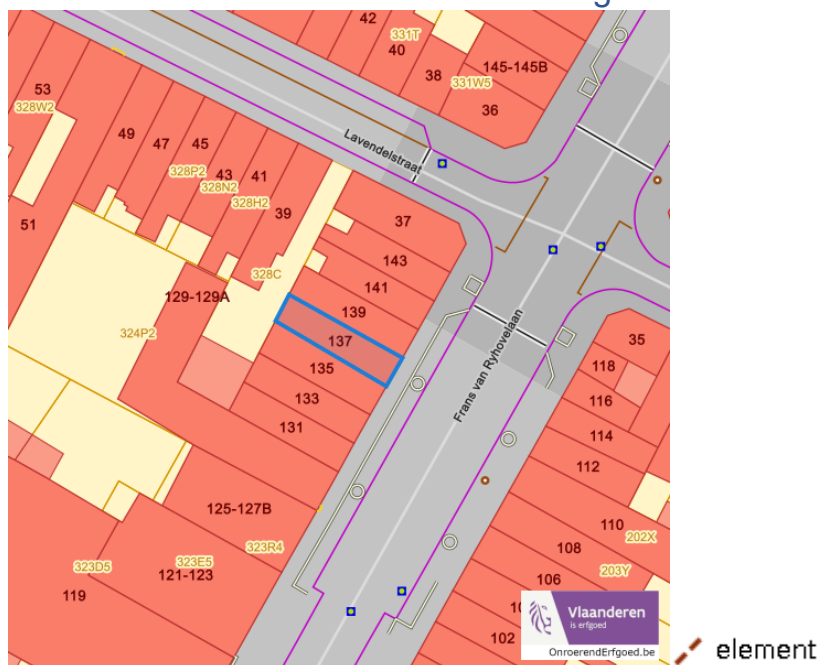 42
331T
40
38
145-145B
331W5
36
53
328W2
49
47
45
328P2
43
328N2
41
328H2
39
Lavendelstraat
51
37
143
328C
141
129-129A
139
324P2
137
135
133
131
Frans van Ryhovelaan
35
118
116
114
112
125-127B
110
202X
323R4
108
323D5
323E5
121-123
203Y
106
119
102
Vlaanderen
is erfgoed
OnroerendErfgoed.be
element